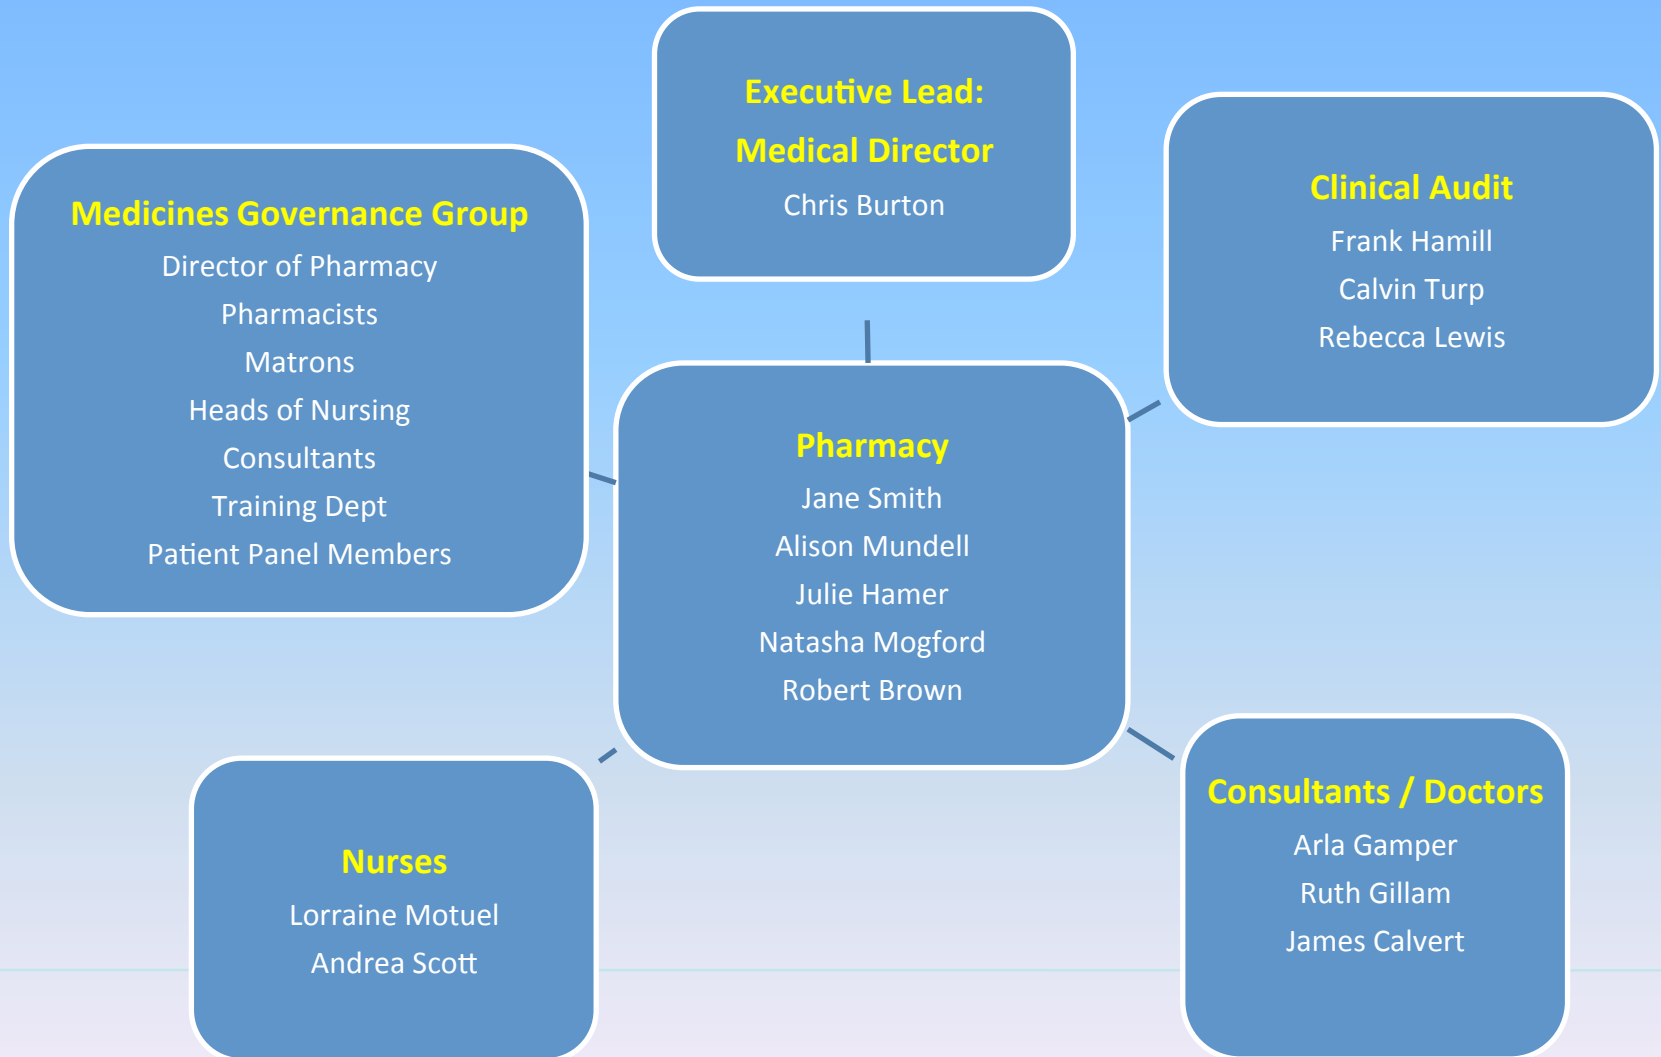 Executive Lead:
Medical Director
Chris Burton
Medicines Governance Group
Director of Pharmacy
Pharmacists
Matrons
Heads of Nursing
Consultants
Training Dept
Patient Panel Members
Clinical Audit
Frank Hamill
Calvin Turp
Rebecca Lewis
Pharmacy
Jane Smith
Alison Mundell
Julie Hamer
Natasha Mogford
Robert Brown
Nurses
Lorraine Motuel
Andrea Scott
Consultants / Doctors
Arla Gamper
Ruth Gillam
James Calvert